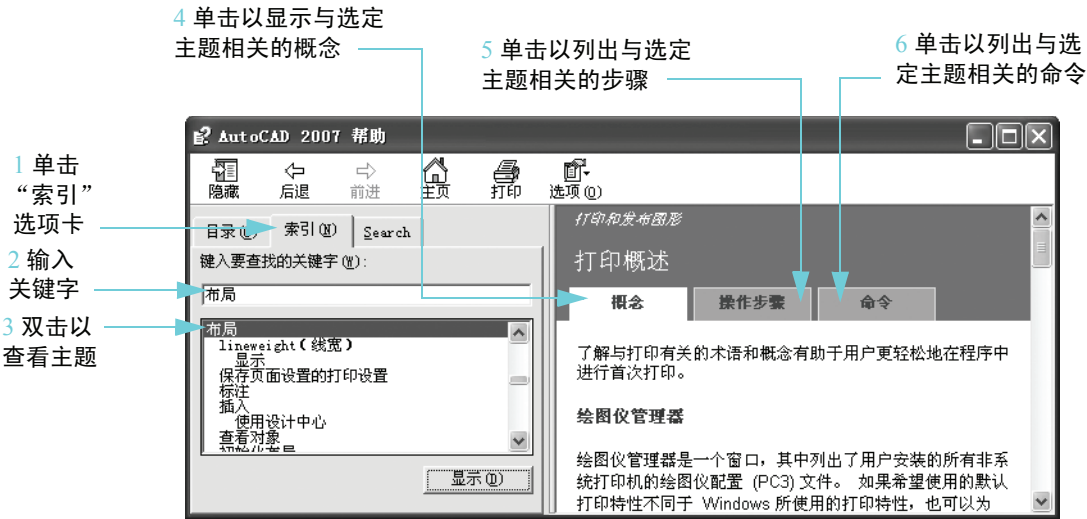 4 单击以显示与选定
主题相关的概念
5 单击以列出与选定
主题相关的步骤
6 单击以列出与选
定主题相关的命令
1 单击
“索引”
选项卡
2 输入
关键字
3 双击以
查看主题
AutoCAD 2007 帮助
隐藏 后退 前进 主页 打印 选项(O)
目录(C) 索引(N) Search
键入要查找的关键字(W):
布局
布局
lineweight(线宽)
显示
保存页面设置的打印设置
标注
插入
使用设计中心
查看对象
初始化布局
显示(D)
打印和发布图形
打印概述
概念 操作步骤 命令
了解与打印有关的术语和概念有助于用户更轻松地在程序中
进行首次打印。
绘图仪管理器
绘图仪管理器是一个窗口，其中列出了用户安装的所有非系
统打印机的绘图仪配置 (PC3) 文件。 如果希望使用的默认
打印特性不同于 Windows 所使用的打印特性，也可以为